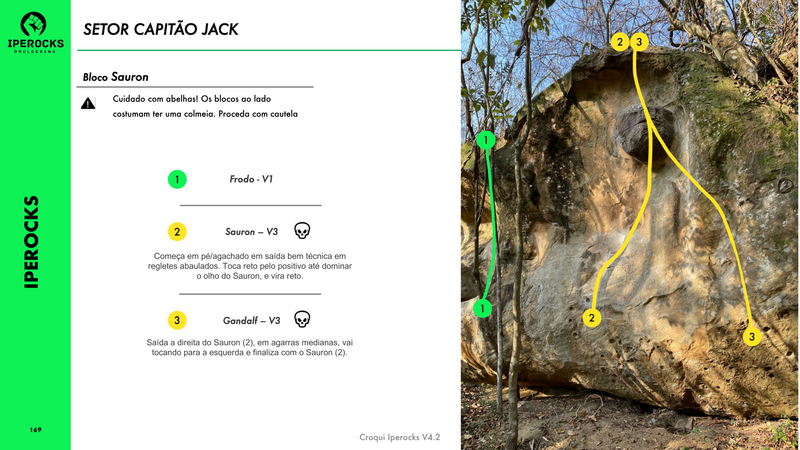 IPEROCKS
BOULDERING
SETOR CAPITÃO JACK
Bloco Sauron
Cuidado com abelhas! Os blocos ao lado
costumam ter uma colmeia. Proceda com cautela
1 Frodo - V1
2 Sauron – V3
Começa em pé/agachado em saída bem técnica em
regletes abaulados. Toca reto pelo positivo até dominar
o olho do Sauron, e vira reto.
3 Gandalf – V3
Saída a direita do Sauron (2), em agarras medianas, vai
tocando para a esquerda e finaliza com o Sauron (2).
IPEROCKS
169
Croqui Iperocks V4.2
2 3
1
1
2
3